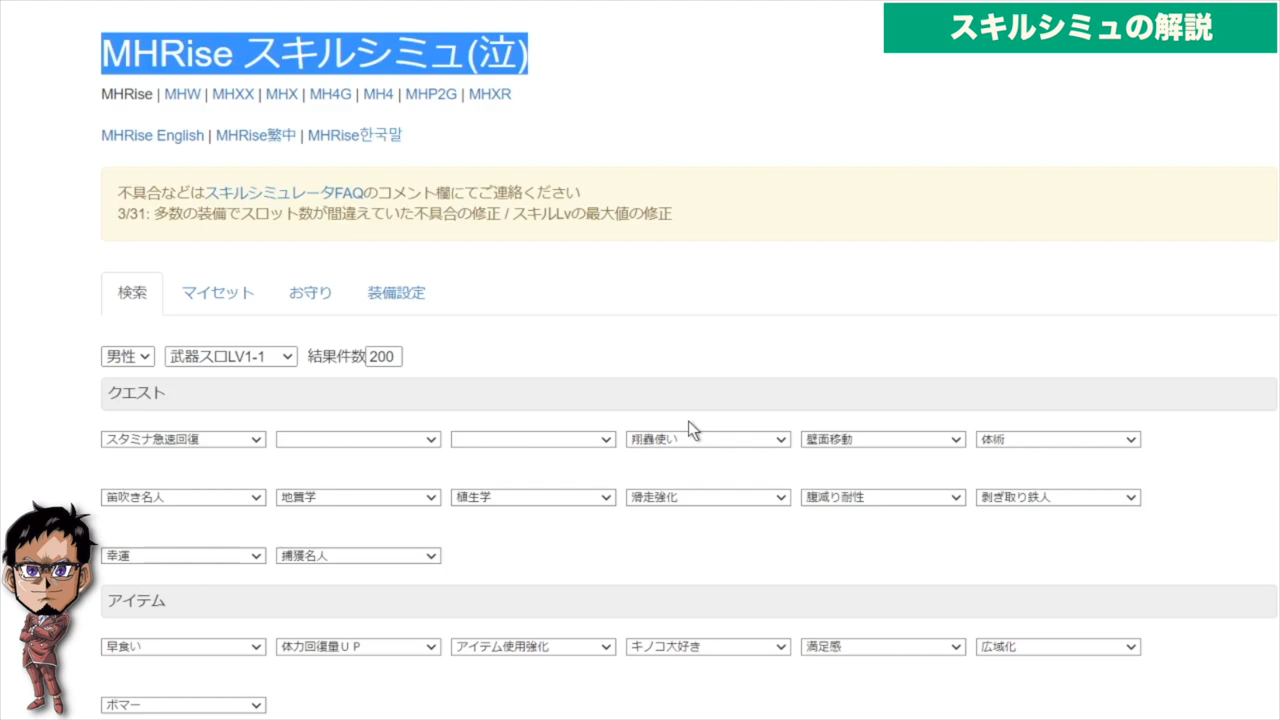 スキルシミュの解説
MHRise スキルシミュ(泣)
MHRise | MHW | MHXX | MHX | MH4G | MH4 | MHP2G | MHXR
MHRise English | MHRise繁中 | MHRise한국말
不具合などはスキルシミュレータFAQのコメント欄にてご連絡ください
3/31: 多数の装備でスロット数が間違えていた不具合の修正 / スキルLvの最大値の修正
検索 マイセット お守り 装備設定
男性 武器スロLV1-1 結果件数 200
クエスト
スタミナ急速回復 翔蟲使い 壁面移動 体術
笛吹き名人 地質学 植生学 滑走強化 腹減り耐性 剥ぎ取り鉄人
幸運 捕獲名人
アイテム
早食い 体力回復量ＵＰ アイテム使用強化 キノコ大好き 満足感 広域化
ボマー